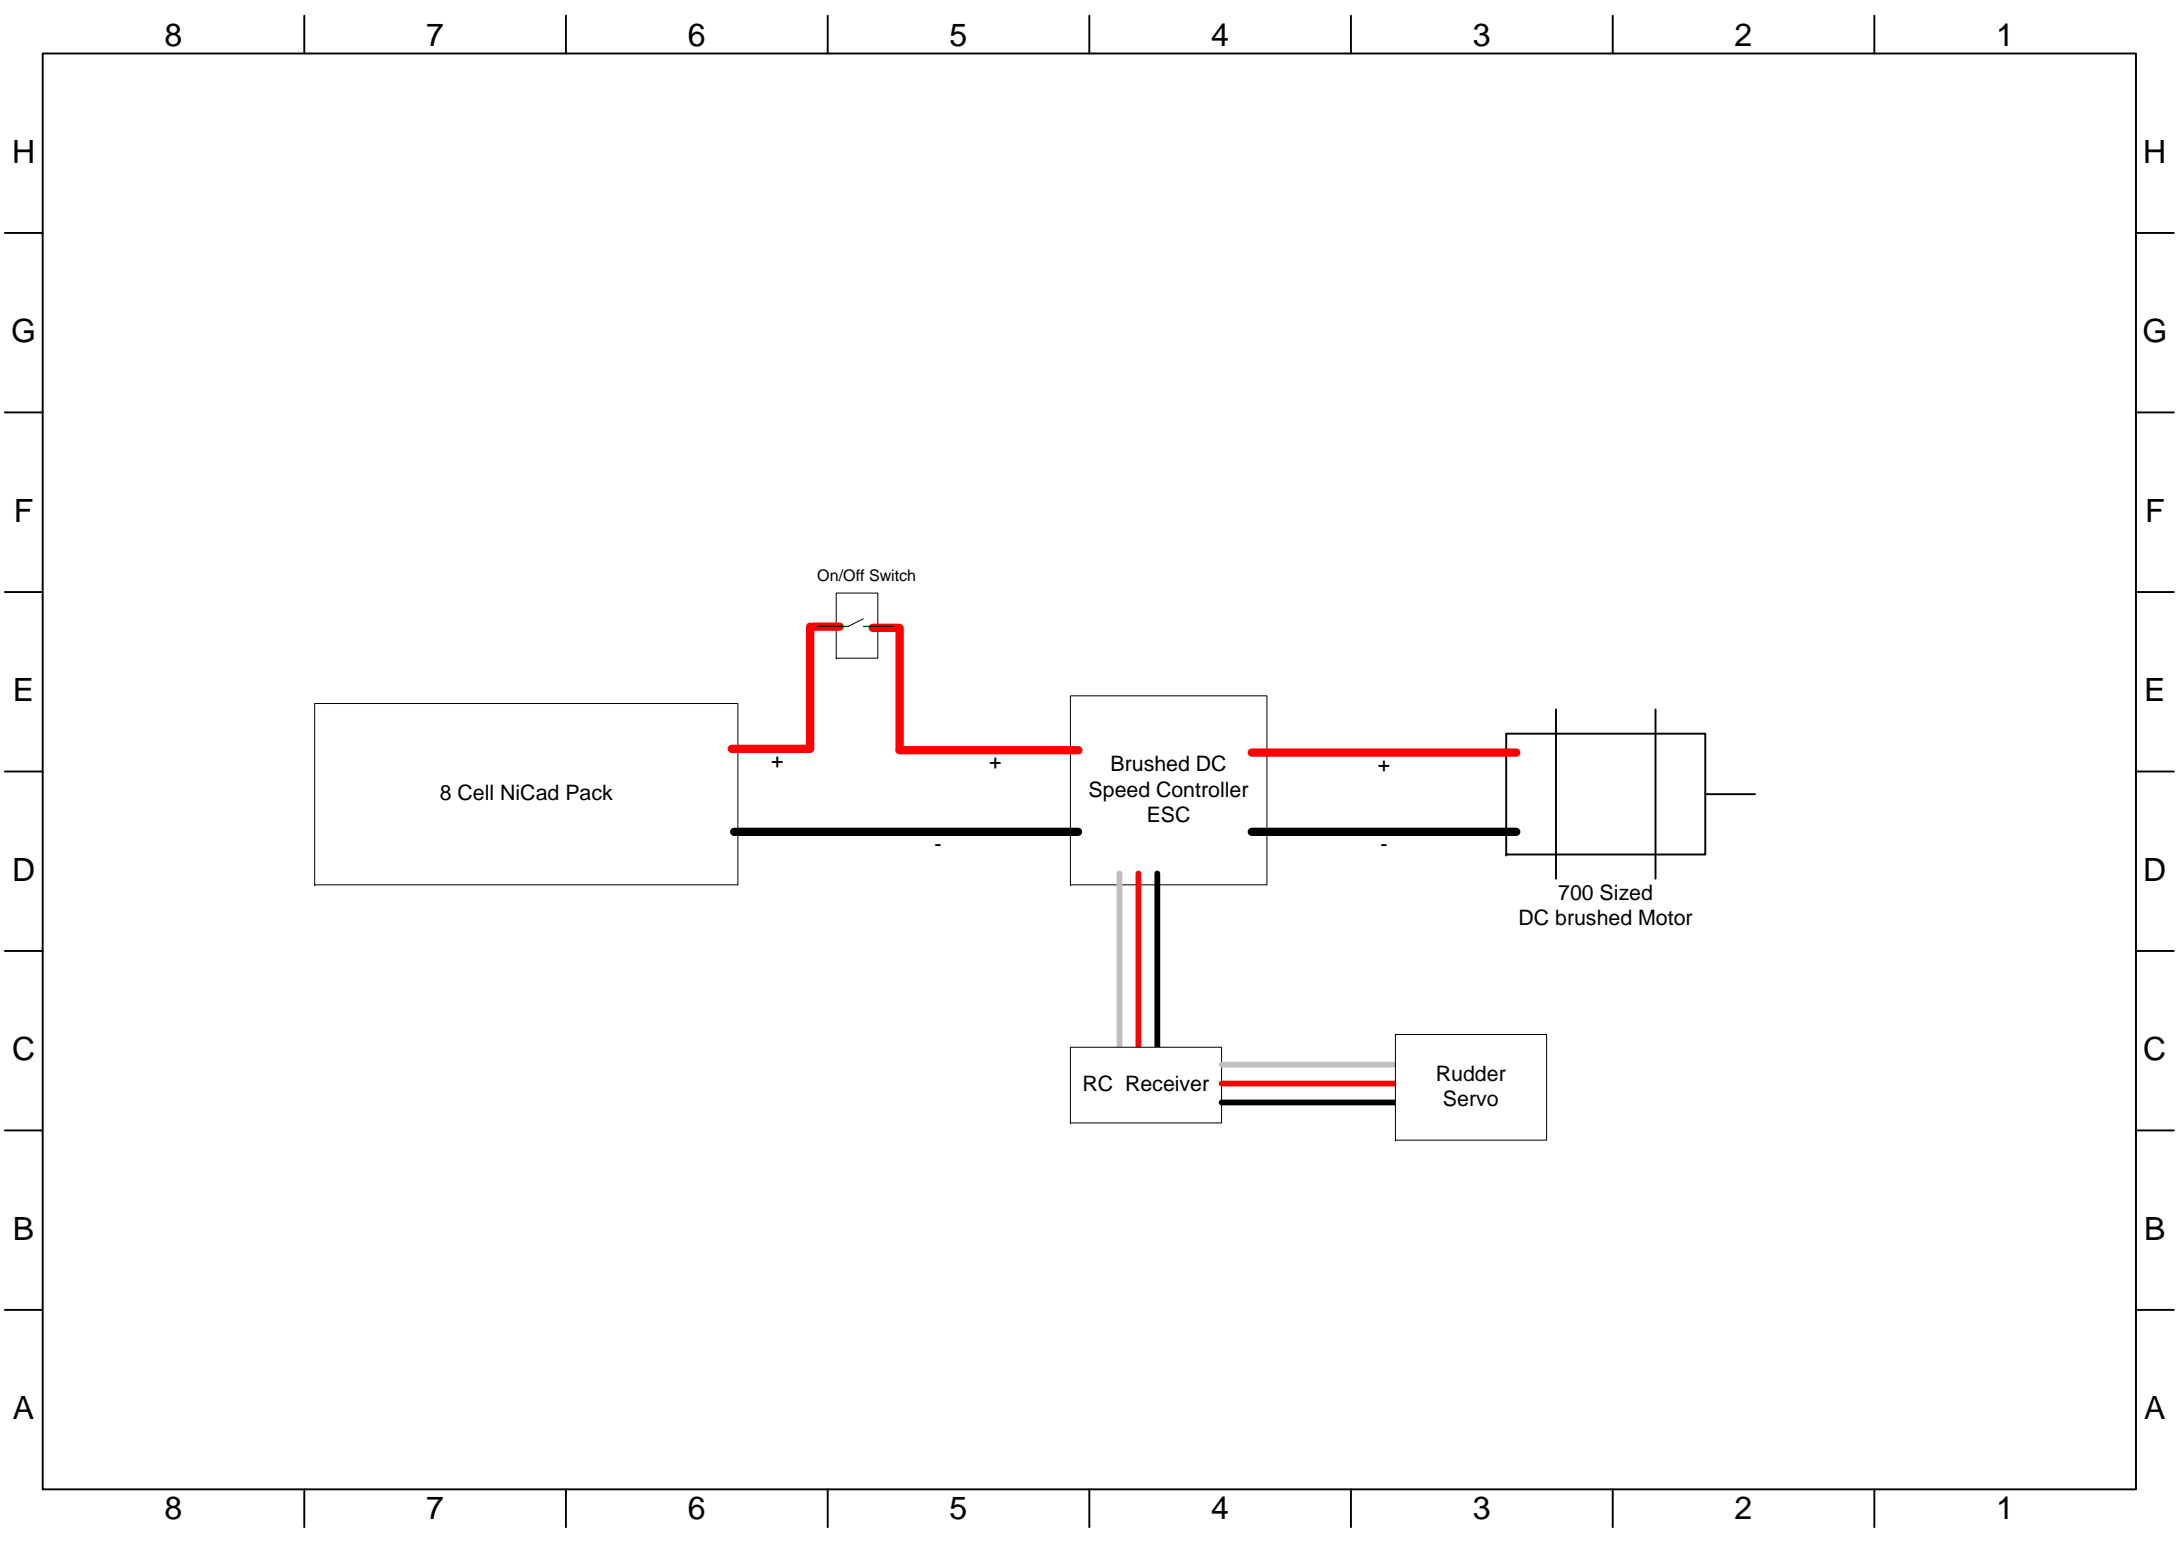 8 7 6 5 4 3 2 1
H H
G G
F F
On/Off Switch
E E
+ + +
Brushed DC
Speed Controller
ESC
8 Cell NiCad Pack
- -
D D
700 Sized
DC brushed Motor
C C
RC Receiver
Rudder
Servo
B B
A A
8 7 6 5 4 3 2 1